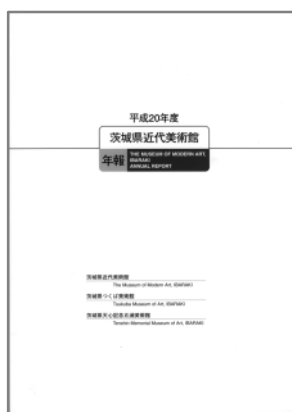 平成20年度
茨城県近代美術館
年報
THE MUSEUM OF MODERN ART,
IBARAKI
ANNUAL REPORT
茨城県近代美術館
The Museum of Modern Art, IBARAKI
茨城県つくば美術館
Tsukuba Museum of Art, IBARAKI
茨城県天心記念五浦美術館
Tenshin Memorial Museum of Art, IBARAKI